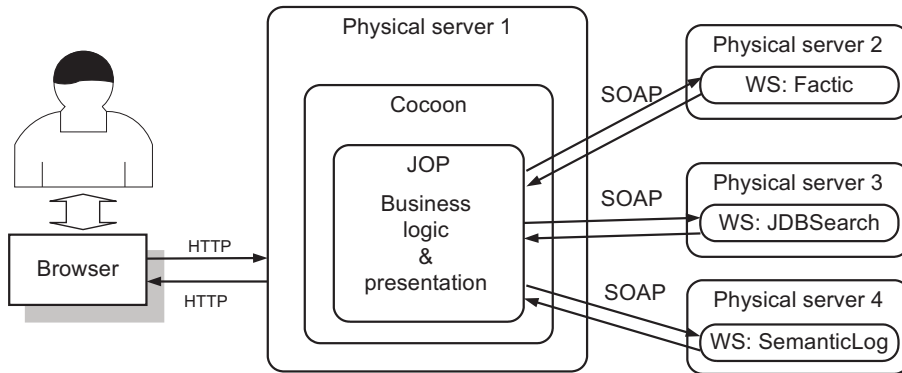 Physical server 1
Cocoon
JOP
Business
logic
&
presentation
Browser
HTTP
HTTP
SOAP
Physical server 2
WS: Factic
SOAP
Physical server 3
WS: JDBSearch
SOAP
Physical server 4
WS: SemanticLog